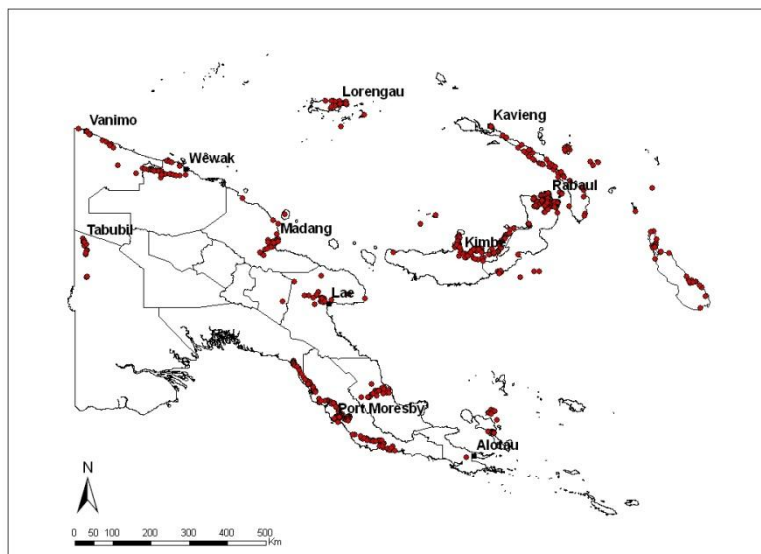 Lorengau
Kavieng
Vanimo
Wêwak
Rabaul
Tabubil
Madang
Kimbe
Lae
Port Moresby
Alotau
N
0 50 100 200 300 400 500
Km